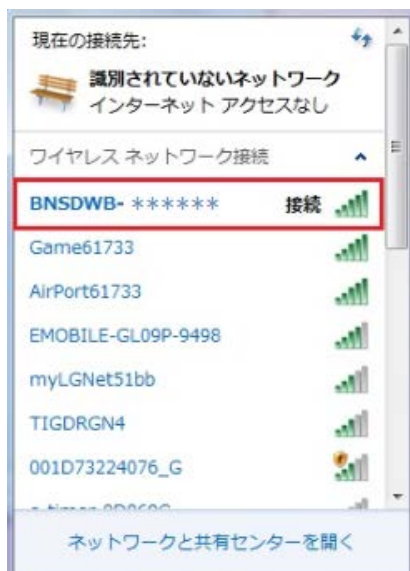 現在の接続先:
識別されていないネットワーク
インターネット アクセスなし
ワイヤレス ネットワーク接続
BNSDWB- ****** 接続
Game61733
AirPort61733
EMOBILE-GL09P-9498
myLGNet51bb
TIGDRGN4
001D73224076_G
ネットワークと共有センターを開く